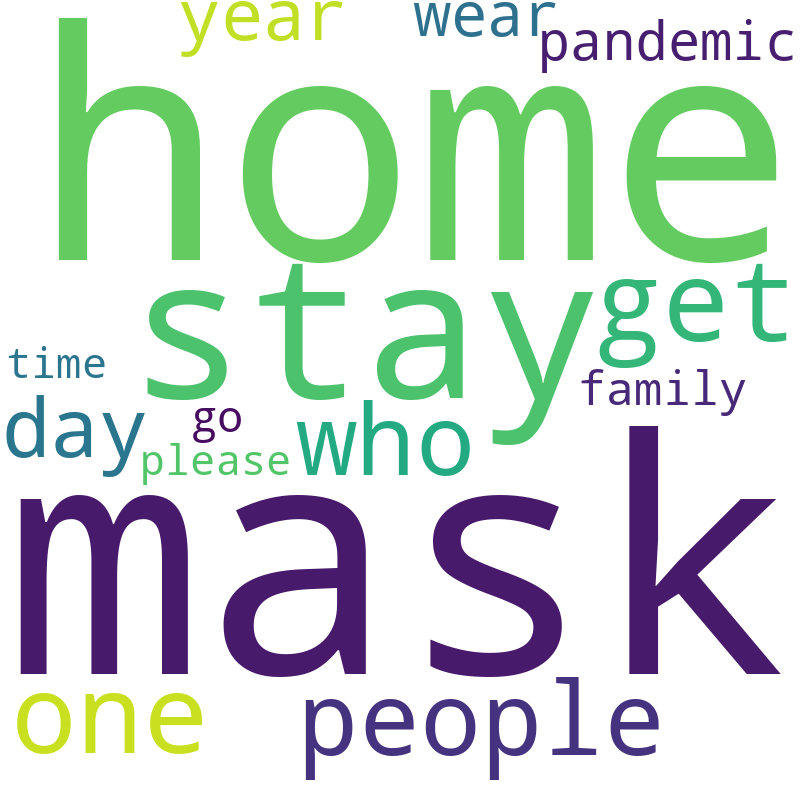 year wear
pandemic
home
stay get
time
family
day go who
please
mask
one people